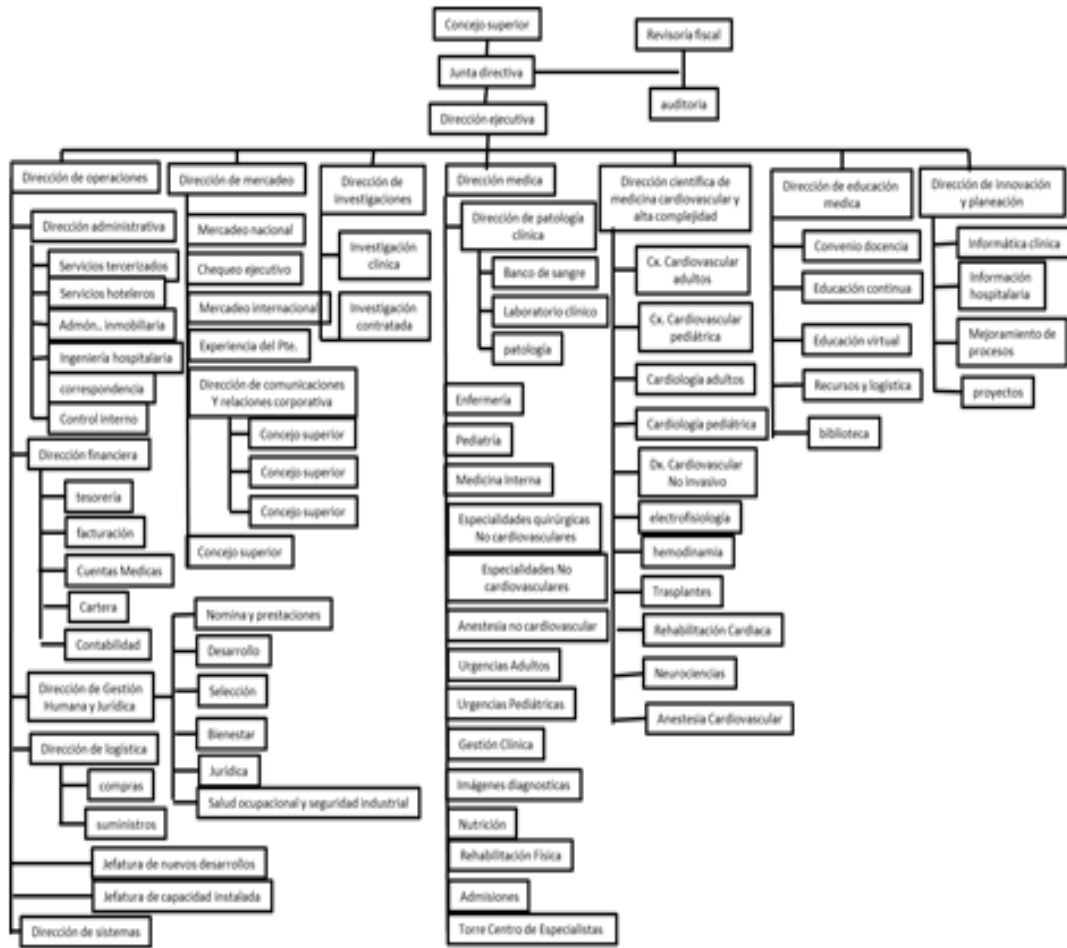 Concejo superior
Revisoría fiscal
Junta directiva
auditoria
Dirección ejecutiva
Dirección de operaciones
Dirección administrativa
Servicios tercerizados
Servicios hoteleros
Admón.. inmobiliaria
Ingeniería hospitalaria
correspondencia
Control interno
Dirección financiera
tesorería
facturación
Cuentas Medicas
Cartera
Contabilidad
Dirección de Gestión
Humana y Jurídica
Nomina y prestaciones
Desarrollo
Selección
Bienestar
Jurídica
Salud ocupacional y seguridad industrial
Dirección de logística
compras
suministros
Jefatura de nuevos desarrollos
Jefatura de capacidad instalada
Dirección de sistemas
Dirección de mercadeo
Mercadeo nacional
Chequeo ejecutivo
Mercadeo internacional
Experiencia del Pte.
Dirección de comunicaciones
Y relaciones corporativa
Concejo superior
Concejo superior
Concejo superior
Concejo superior
Dirección de
investigaciones
Investigación
clínica
Investigación
contratada
Dirección medica
Dirección de patología
clínica
Banco de sangre
Laboratorio clínico
patología
Enfermería
Pediatría
Medicina Interna
Especialidades quirúrgicas
No cardiovasculares
Especialidades No
cardiovasculares
Anestesia no cardiovascular
Urgencias Adultos
Urgencias Pediátricas
Gestión Clínica
Imágenes diagnosticas
Nutrición
Rehabilitación Física
Admisiones
Torre Centro de Especialistas
Dirección científica de
medicina cardiovascular y
alta complejidad
Cx. Cardiovascular
adultos
Cx. Cardiovascular
pediátrica
Cardiología adultos
Cardiología pediátrica
Dx. Cardiovascular
No invasivo
electrofisiología
hemodinamia
Trasplantes
Rehabilitación Cardiaca
Neurociencias
Anestesia Cardiovascular
Dirección de educación
medica
Convenio docencia
Educación continua
Educación virtual
Recursos y logística
biblioteca
Dirección de innovación
y planeación
Informática clínica
Información
hospitalaria
Mejoramiento de
procesos
proyectos